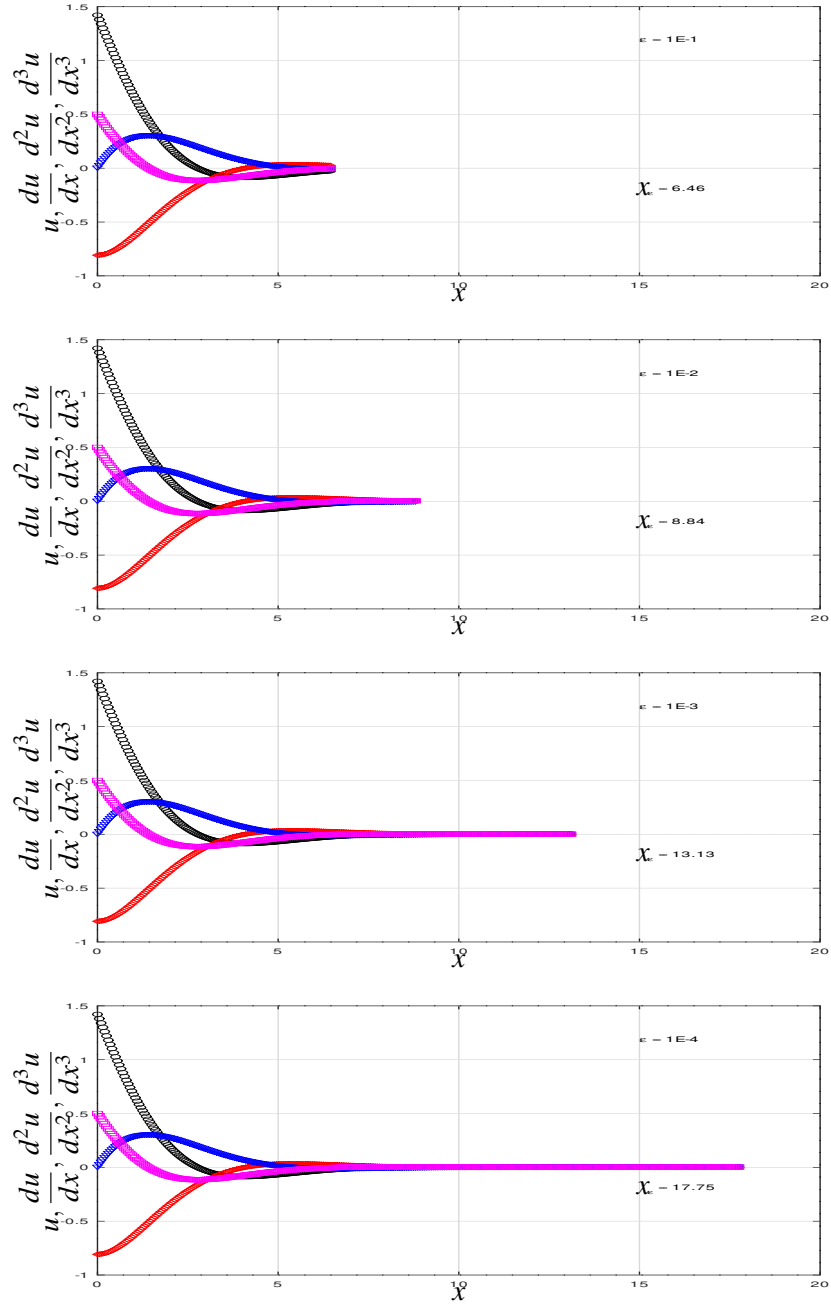 1.5
1
0.5
0
-0.5
-1
u, du/dx, d²u/dx², d³u/dx³
ε = 1E-1
xε = 6.46
0 5 10 15 20
x
1.5
1
0.5
0
-0.5
-1
u, du/dx, d²u/dx², d³u/dx³
ε = 1E-2
xε = 8.84
0 5 10 15 20
x
1.5
1
0.5
0
-0.5
-1
u, du/dx, d²u/dx², d³u/dx³
ε = 1E-3
xε = 13.13
0 5 10 15 20
x
1.5
1
0.5
0
-0.5
-1
u, du/dx, d²u/dx², d³u/dx³
ε = 1E-4
xε = 17.75
0 5 10 15 20
x